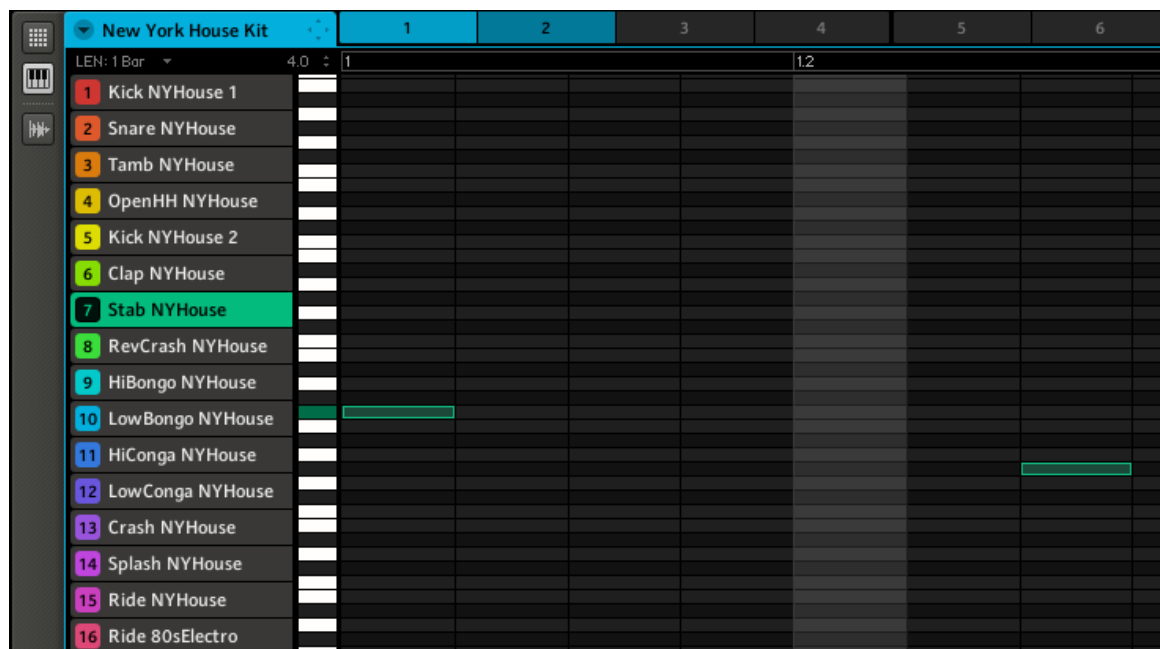 New York House Kit 1 2 3 4 5 6
LEN: 1 Bar 4.0 1 1.2
1 Kick NYHouse 1
2 Snare NYHouse
3 Tamb NYHouse
4 OpenHH NYHouse
5 Kick NYHouse 2
6 Clap NYHouse
7 Stab NYHouse
8 RevCrash NYHouse
9 HiBongo NYHouse
10 LowBongo NYHouse
11 HiConga NYHouse
12 LowConga NYHouse
13 Crash NYHouse
14 Splash NYHouse
15 Ride NYHouse
16 Ride 80sElectro